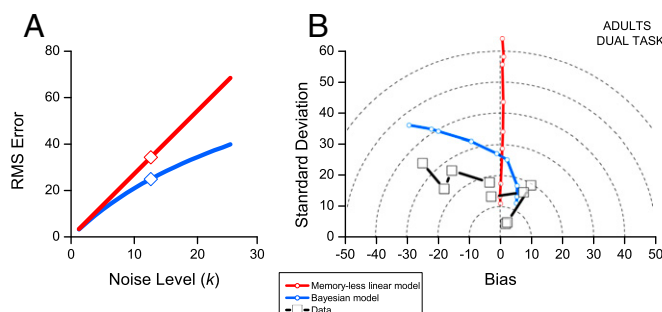 A
80
60
40
20
0
RMS Error
0
10
20
30
Noise Level (k)
B
ADULTS
DUAL TASK
60
50
40
30
20
10
0
Stanrdard Deviation
-50 -40 -30 -20 -10 0 10 20 30 40 50
Bias
Memory-less linear model
Bayesian model
Data